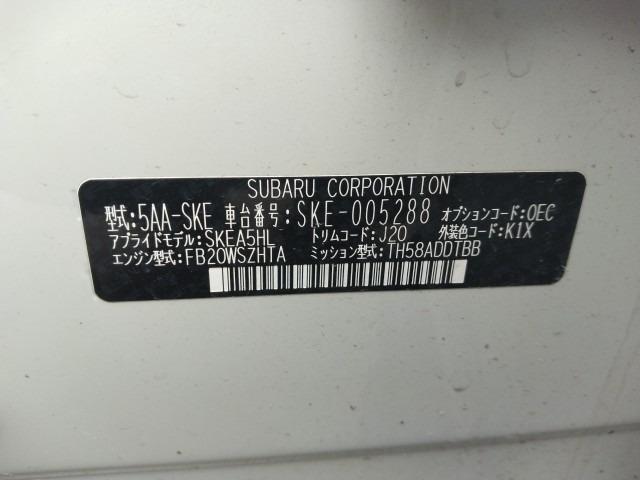 SUBARU CORPORATION
型式:5AA-SKE 車台番号:SKE-005288 オプションコード:OEC
アプライドモデル:SKEA5HL トリムコード:J20 外装色コード:K1X
エンジン型式:FB20WSZHTA ミッション型式:TH58ADDTBB